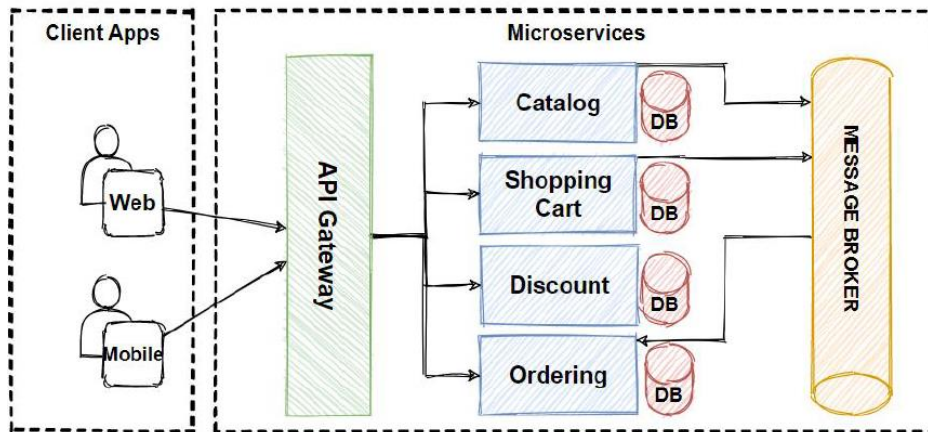 Client Apps
Microservices
Web
Mobile
API Gateway
Catalog
DB
Shopping
Cart
DB
Discount
DB
Ordering
DB
MESSAGE BROKER